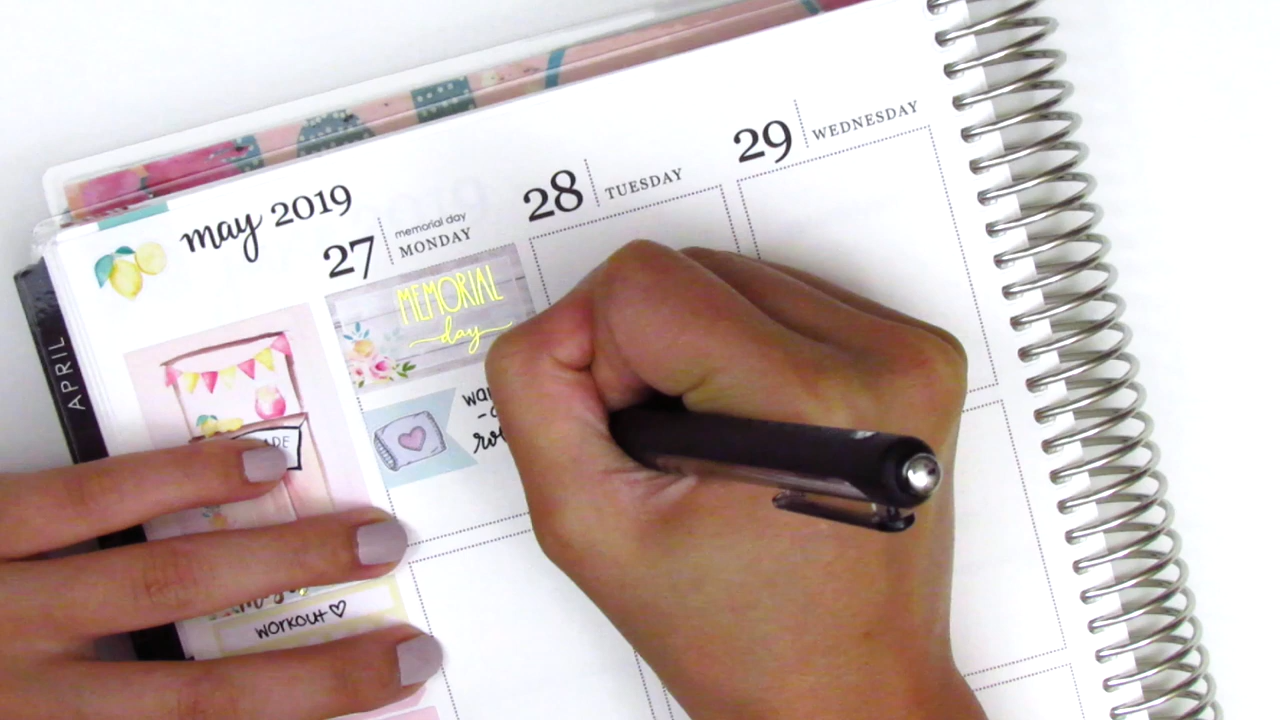 may 2019
27
memorial day
MONDAY
28
TUESDAY
29
WEDNESDAY
MEMORIAL
day
APRIL
workout♡